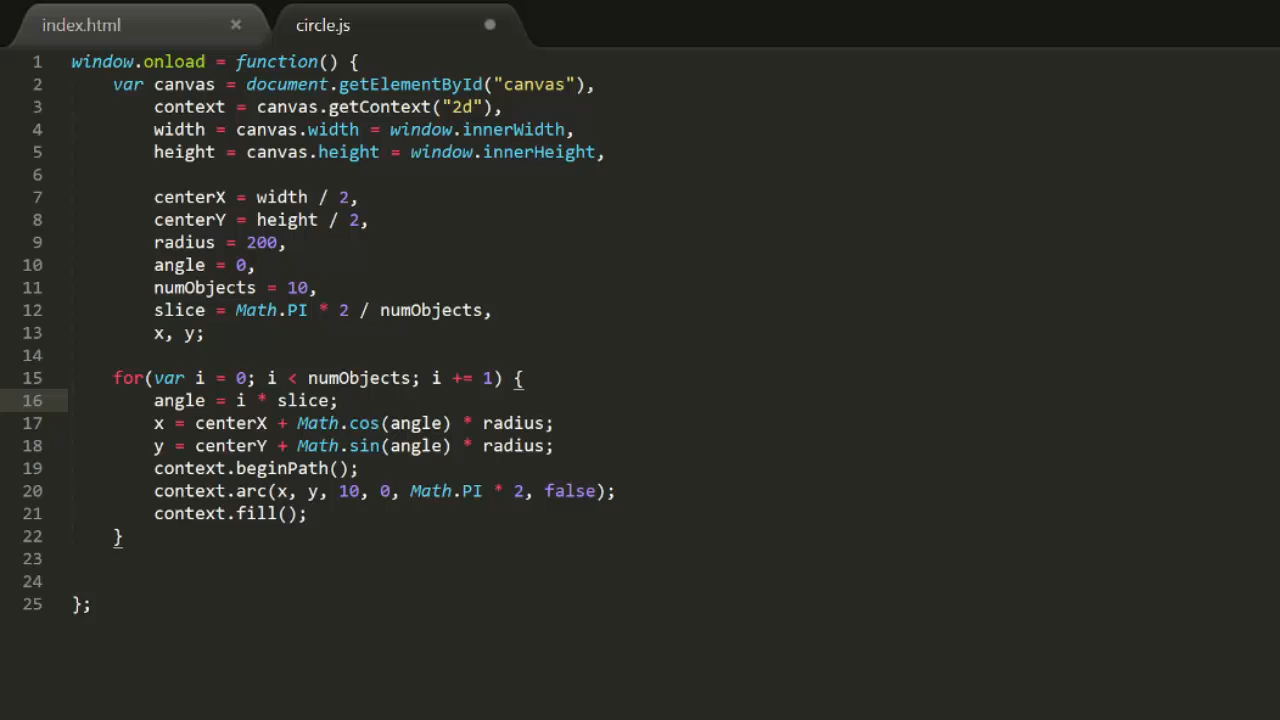 index.html × circle.js
1 window.onload = function() {
2 var canvas = document.getElementById("canvas"),
3 context = canvas.getContext("2d"),
4 width = canvas.width = window.innerWidth,
5 height = canvas.height = window.innerHeight,
6
7 centerX = width / 2,
8 centerY = height / 2,
9 radius = 200,
10 angle = 0,
11 numObjects = 10,
12 slice = Math.PI * 2 / numObjects,
13 x, y;
14
15 for(var i = 0; i < numObjects; i += 1) {
16 angle = i * slice;
17 x = centerX + Math.cos(angle) * radius;
18 y = centerY + Math.sin(angle) * radius;
19 context.beginPath();
20 context.arc(x, y, 10, 0, Math.PI * 2, false);
21 context.fill();
22 }
23
24
25 };